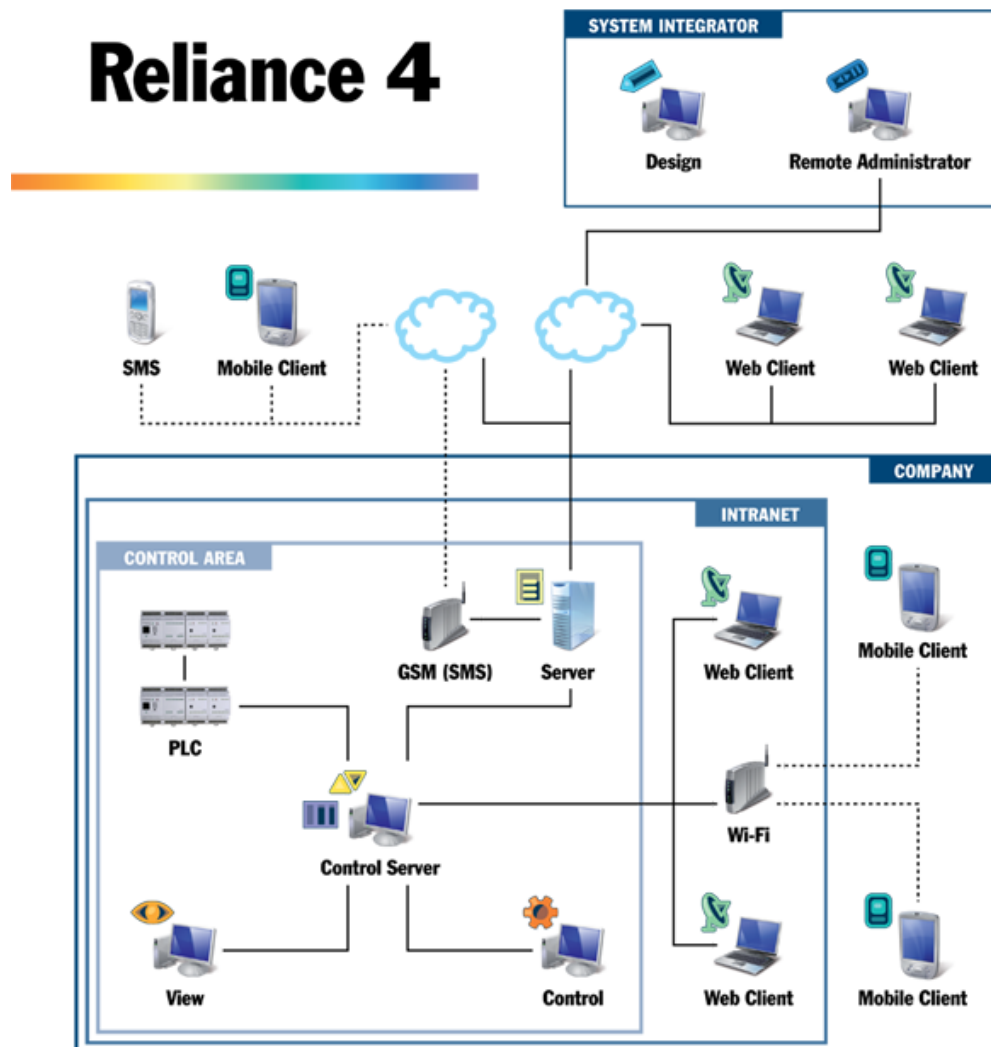 Reliance 4
SYSTEM INTEGRATOR
Design
Remote Administrator
SMS
Mobile Client
Web Client
Web Client
COMPANY
INTRANET
CONTROL AREA
GSM (SMS)
Server
Web Client
Mobile Client
PLC
Wi-Fi
Control Server
View
Control
Web Client
Mobile Client